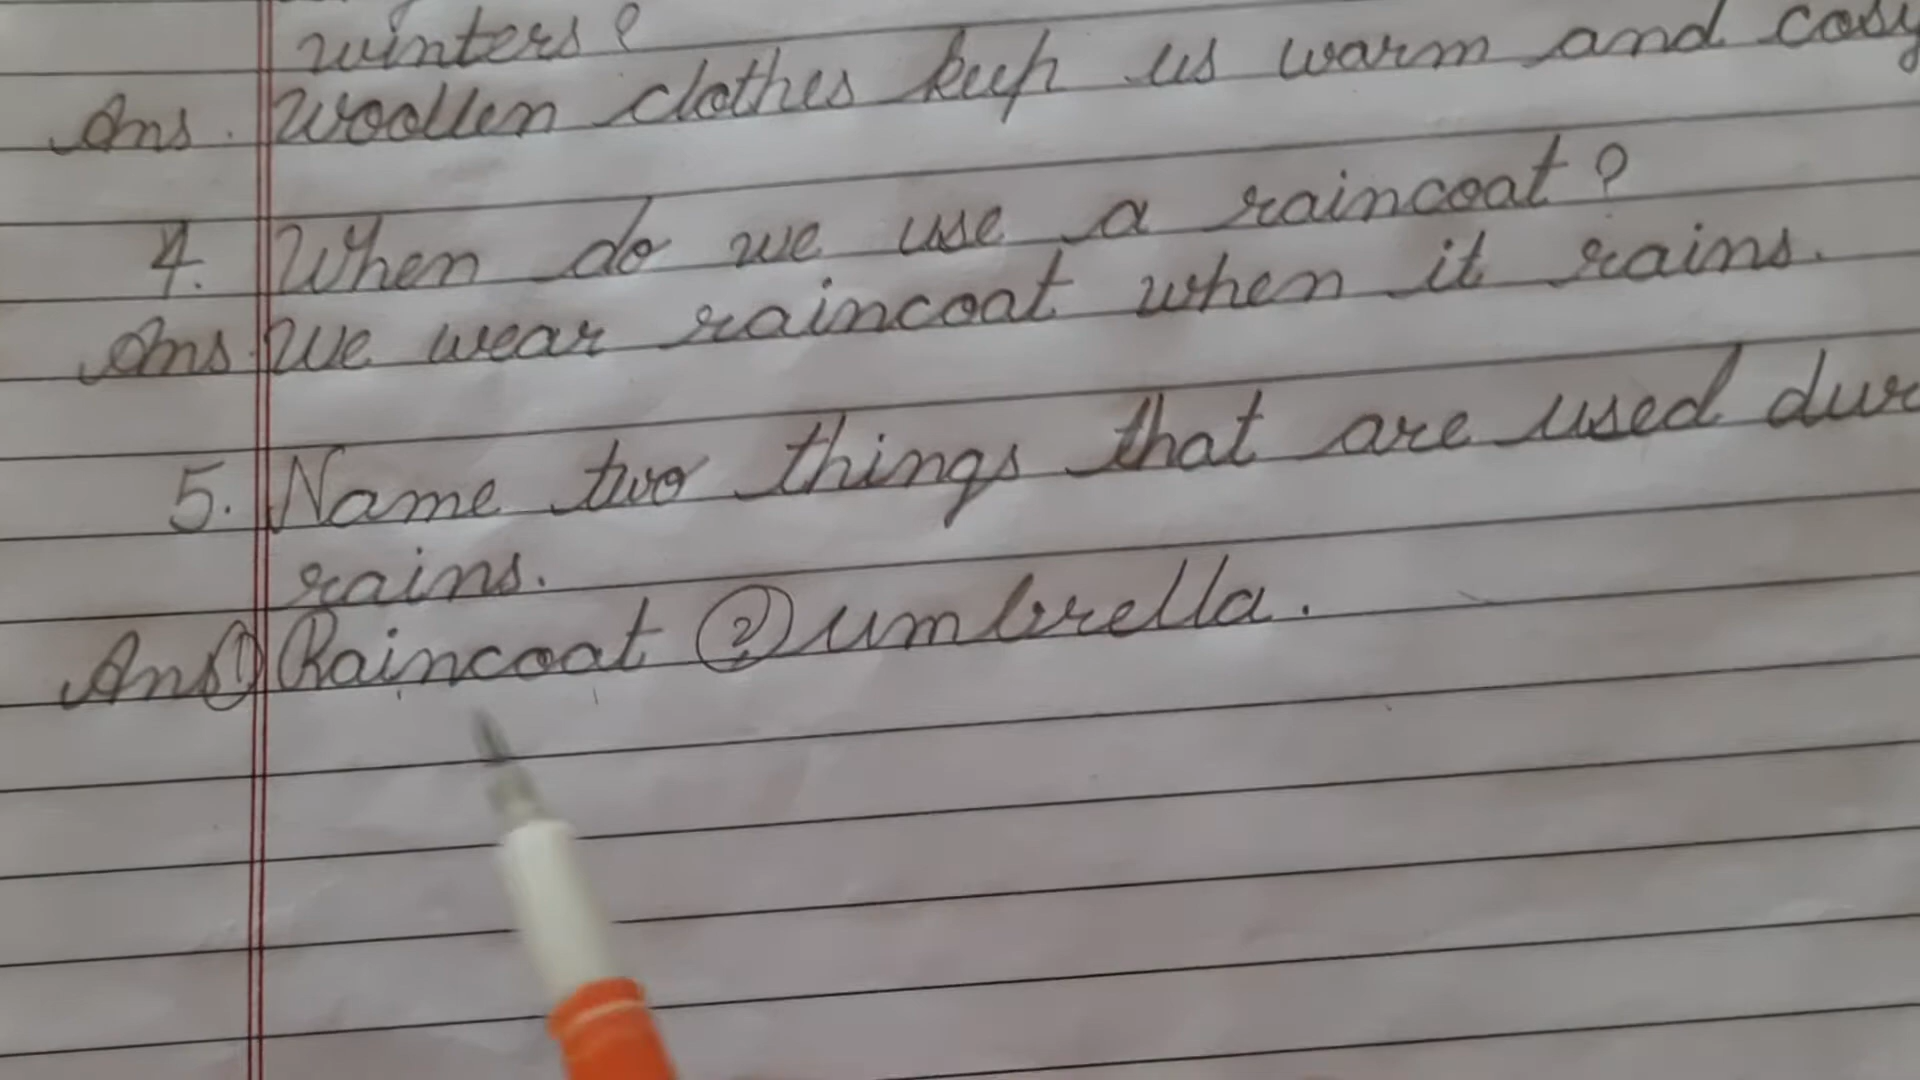 winters?
Ans. Woollen clothes keep us warm and cosy
4. When do we use a raincoat?
Ans. We wear raincoat when it rains.
5. Name two things that are used dur
rains.
Ans ① Raincoat ② umbrella.